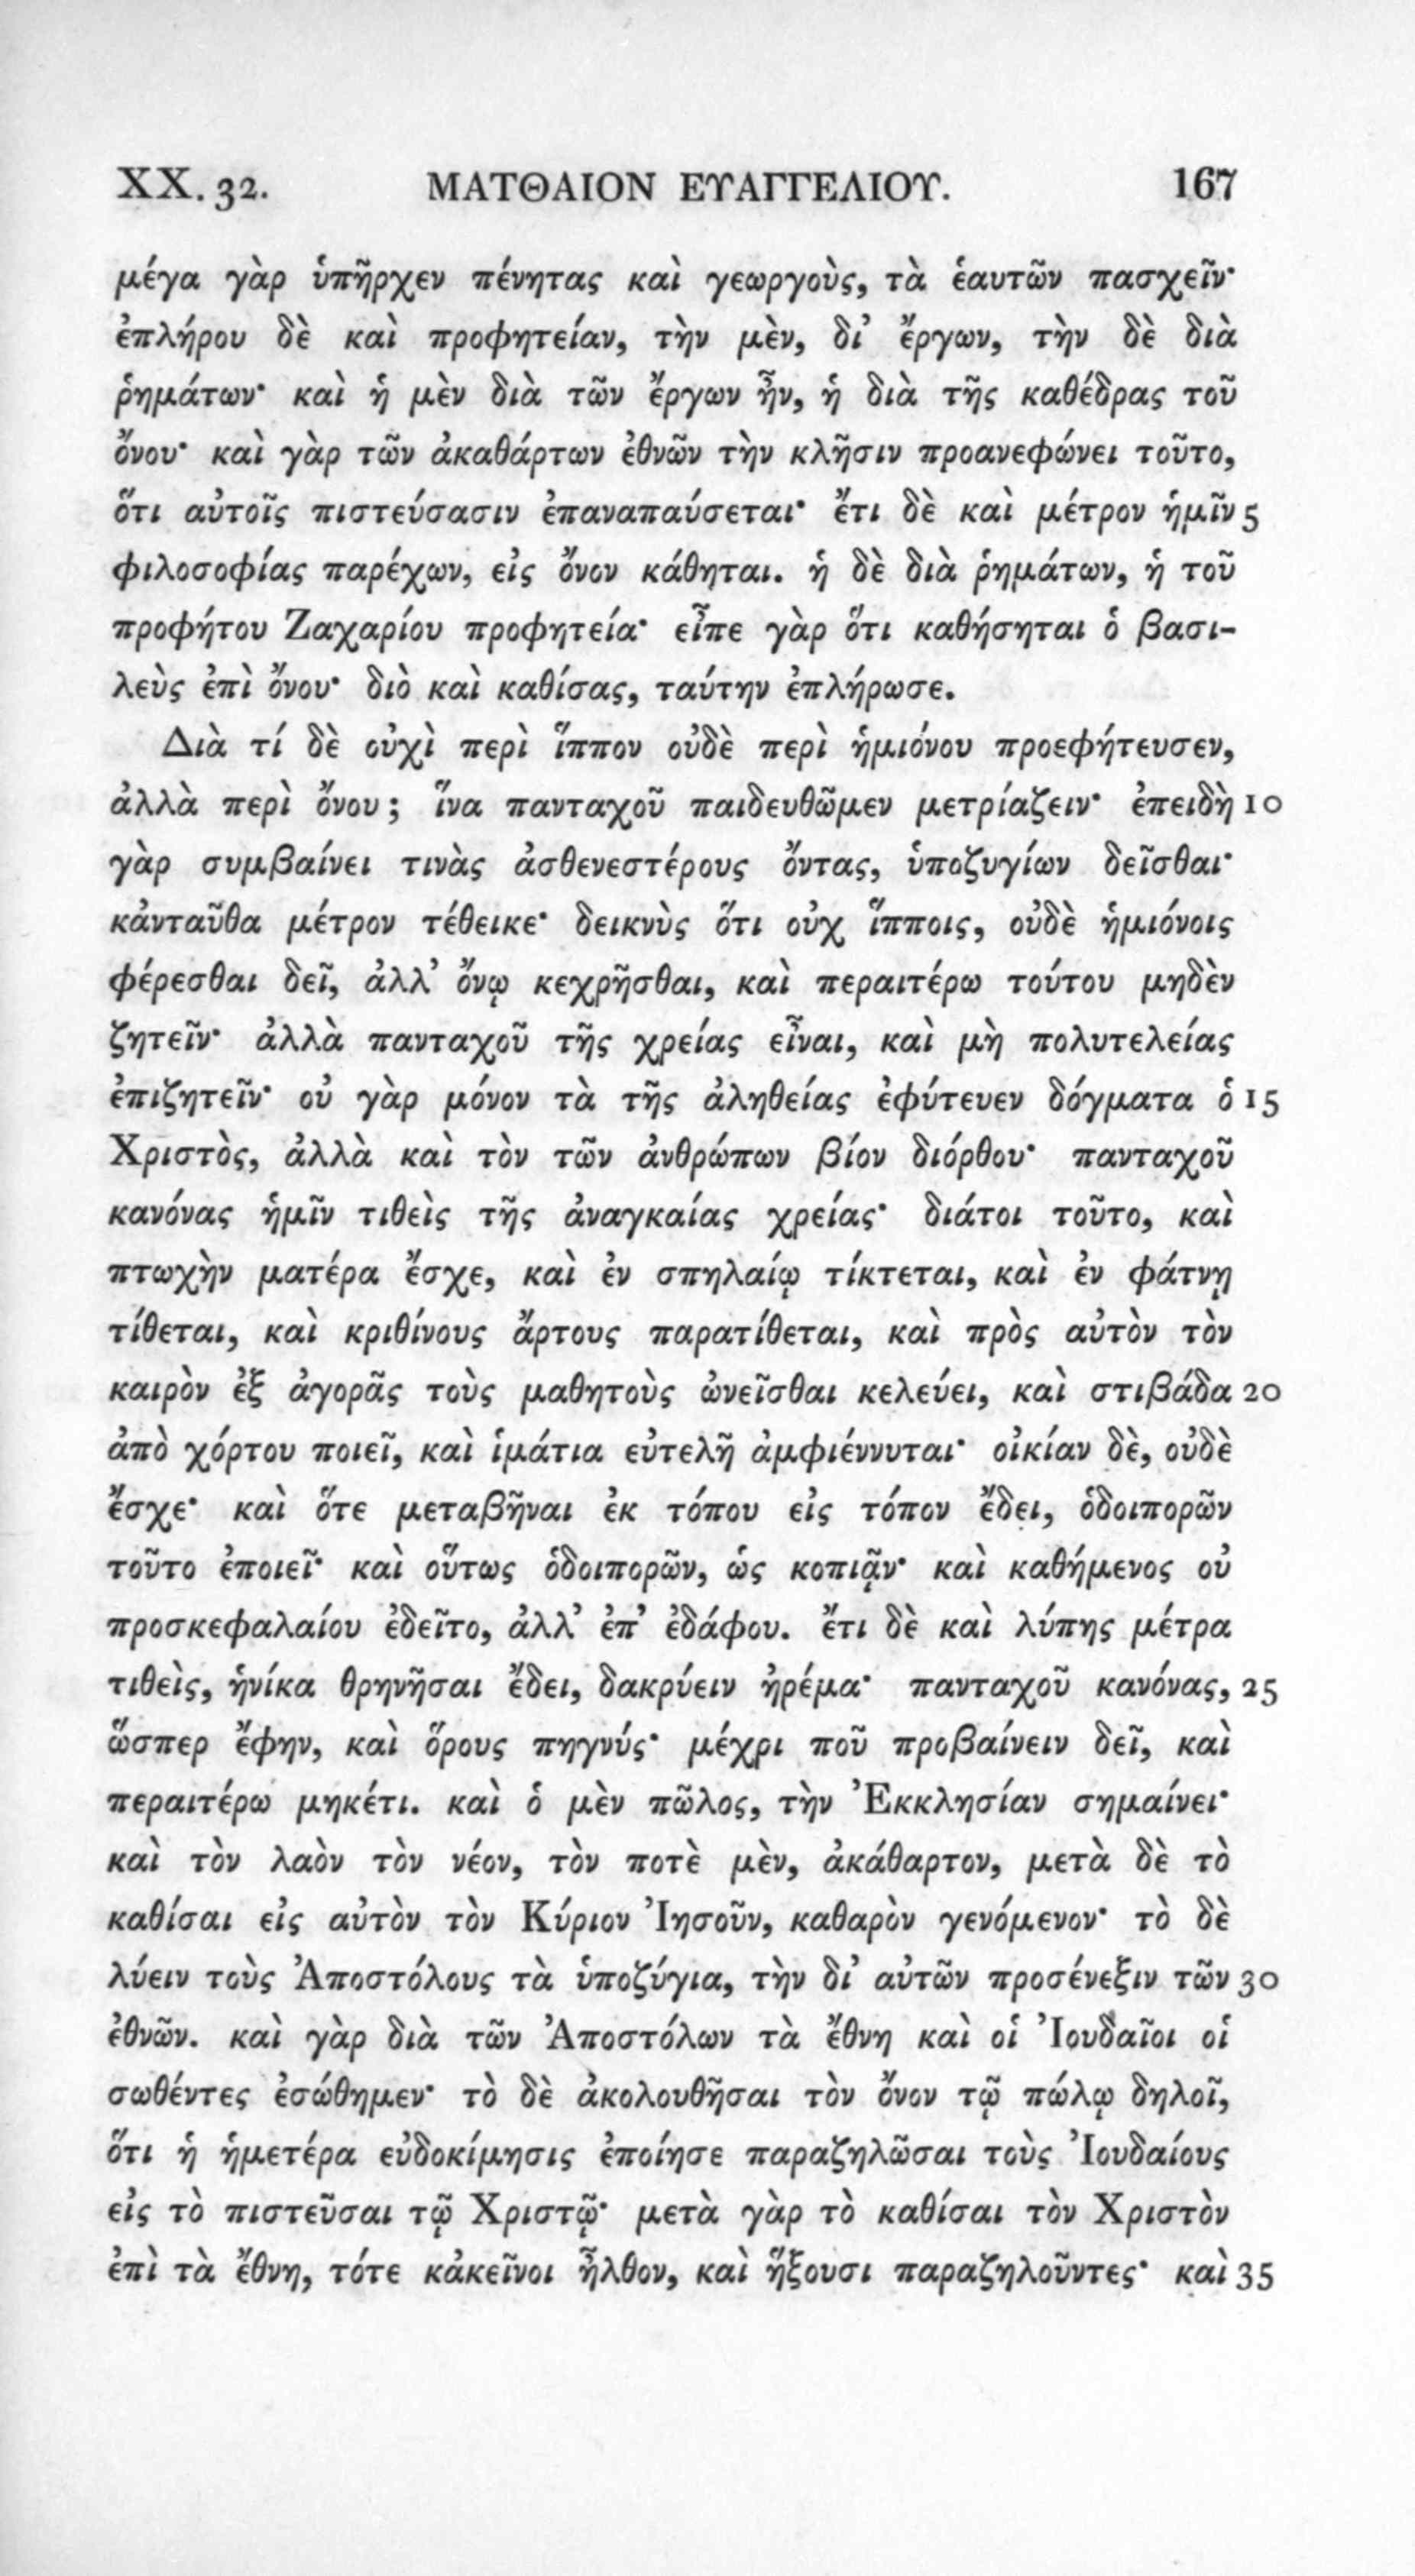 XX. 32. ΜΑΤΘΑΙΟΝ ΕΥΑΓΓΕΛΙΟΥ. 167
μέγα γὰρ ὑπῆρχεν πένητας καὶ γεωργοὺς, τὰ ἑαυτῶν πασχεῖν·
ἐπλήρου δὲ καὶ προφητείαν, τὴν μὲν, δι’ ἔργων, τὴν δὲ διὰ
ῥημάτων· καὶ ἡ μὲν διὰ τῶν ἔργων ἦν, ἡ διὰ τῆς καθέδρας τοῦ
ὄνου· καὶ γὰρ τῶν ἀκαθάρτων ἐθνῶν τὴν κλῆσιν προανεφώνει τοῦτο,
ὅτι αὐτοῖς πιστεύσασιν ἐπαναπαύσεται· ἔτι δὲ καὶ μέτρον ἡμῖν 5
φιλοσοφίας παρέχων, εἰς ὄνον κάθηται. ἡ δὲ διὰ ῥημάτων, ἡ τοῦ
προφήτου Ζαχαρίου προφητεία· εἶπε γὰρ ὅτι καθήσηται ὁ βασι-
λεὺς ἐπὶ ὄνου· διὸ καὶ καθίσας, ταύτην ἐπλήρωσε.
Διὰ τί δὲ οὐχὶ περὶ ἵππον οὐδὲ περὶ ἡμιόνου προεφήτευσεν,
ἀλλὰ περὶ ὄνου; ἵνα πανταχοῦ παιδευθῶμεν μετρίαζειν· ἐπειδὴ 10
γὰρ συμβαίνει τινὰς ἀσθενεστέρους ὄντας, ὑποζυγίων δεῖσθαι·
κἀνταῦθα μέτρον τέθεικε· δεικνὺς ὅτι οὐχ ἵπποις, οὐδὲ ἡμιόνοις
φέρεσθαι δεῖ, ἀλλ’ ὄνῳ κεχρῆσθαι, καὶ περαιτέρω τούτου μηδὲν
ζητεῖν· ἀλλὰ πανταχοῦ τῆς χρείας εἶναι, καὶ μὴ πολυτελείας
ἐπιζητεῖν· οὐ γὰρ μόνον τὰ τῆς ἀληθείας ἐφύτευεν δόγματα ὁ 15
Χριστὸς, ἀλλὰ καὶ τὸν τῶν ἀνθρώπων βίον διόρθου· πανταχοῦ
κανόνας ἡμῖν τιθεὶς τῆς ἀναγκαίας χρείας· διάτοι τοῦτο, καὶ
πτωχὴν ματέρα ἔσχε, καὶ ἐν σπηλαίῳ τίκτεται, καὶ ἐν φάτνῃ
τίθεται, καὶ κριθίνους ἄρτους παρατίθεται, καὶ πρὸς αὐτὸν τὸν
καιρὸν ἐξ ἀγορᾶς τοὺς μαθητοὺς ὠνεῖσθαι κελεύει, καὶ στιβάδα 20
ἀπὸ χόρτου ποιεῖ, καὶ ἱμάτια εὐτελῆ ἀμφιέννυται· οἰκίαν δὲ, οὐδὲ
ἔσχε· καὶ ὅτε μεταβῆναι ἐκ τόπου εἰς τόπον ἔδει, ὁδοιπορῶν
τοῦτο ἐποιεῖ· καὶ οὕτως ὁδοιπορῶν, ὡς κοπιᾷν· καὶ καθήμενος οὐ
προσκεφαλαίου ἐδεῖτο, ἀλλ’ ἐπ’ ἐδάφου. ἔτι δὲ καὶ λύπης μέτρα
τιθεὶς, ἡνίκα θρηνῆσαι ἔδει, δακρύειν ἠρέμα· πανταχοῦ κανόνας, 25
ὥσπερ ἔφην, καὶ ὅρους πηγνύς· μέχρι ποῦ προβαίνειν δεῖ, καὶ
περαιτέρω μηκέτι. καὶ ὁ μὲν πῶλος, τὴν Ἐκκλησίαν σημαίνει·
καὶ τὸν λαὸν τὸν νέον, τὸν ποτὲ μὲν, ἀκάθαρτον, μετὰ δὲ τὸ
καθίσαι εἰς αὐτὸν τὸν Κύριον Ἰησοῦν, καθαρὸν γενόμενον· τὸ δὲ
λύειν τοὺς Ἀποστόλους τὰ ὑποζύγια, τὴν δι’ αὐτῶν προσένεξιν τῶν 30
ἐθνῶν. καὶ γὰρ διὰ τῶν Ἀποστόλων τὰ ἔθνη καὶ οἱ Ἰουδαῖοι οἱ
σωθέντες ἐσώθημεν· τὸ δὲ ἀκολουθῆσαι τὸν ὄνον τῷ πώλῳ δηλοῖ,
ὅτι ἡ ἡμετέρα εὐδοκίμησις ἐποίησε παραζηλῶσαι τοὺς Ἰουδαίους
εἰς τὸ πιστεῦσαι τῷ Χριστῷ· μετὰ γὰρ τὸ καθίσαι τὸν Χριστὸν
ἐπὶ τὰ ἔθνη, τότε κἀκεῖνοι ἦλθον, καὶ ἥξουσι παραζηλοῦντες· καὶ 35